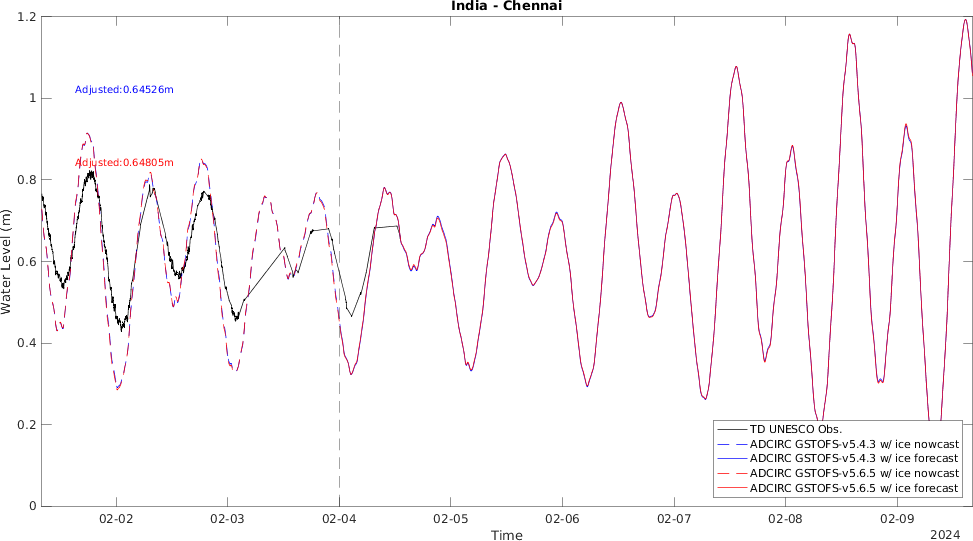 India - Chennai
Water Level (m)
1.2
1
0.8
0.6
0.4
0.2
0
Adjusted:0.64526m
Adjusted:0.64805m
TD UNESCO Obs.
ADCIRC GSTOFS-v5.4.3 w/ ice nowcast
ADCIRC GSTOFS-v5.4.3 w/ ice forecast
ADCIRC GSTOFS-v5.6.5 w/ ice nowcast
ADCIRC GSTOFS-v5.6.5 w/ ice forecast
02-02 02-03 02-04 02-05 02-06 02-07 02-08 02-09
Time
2024